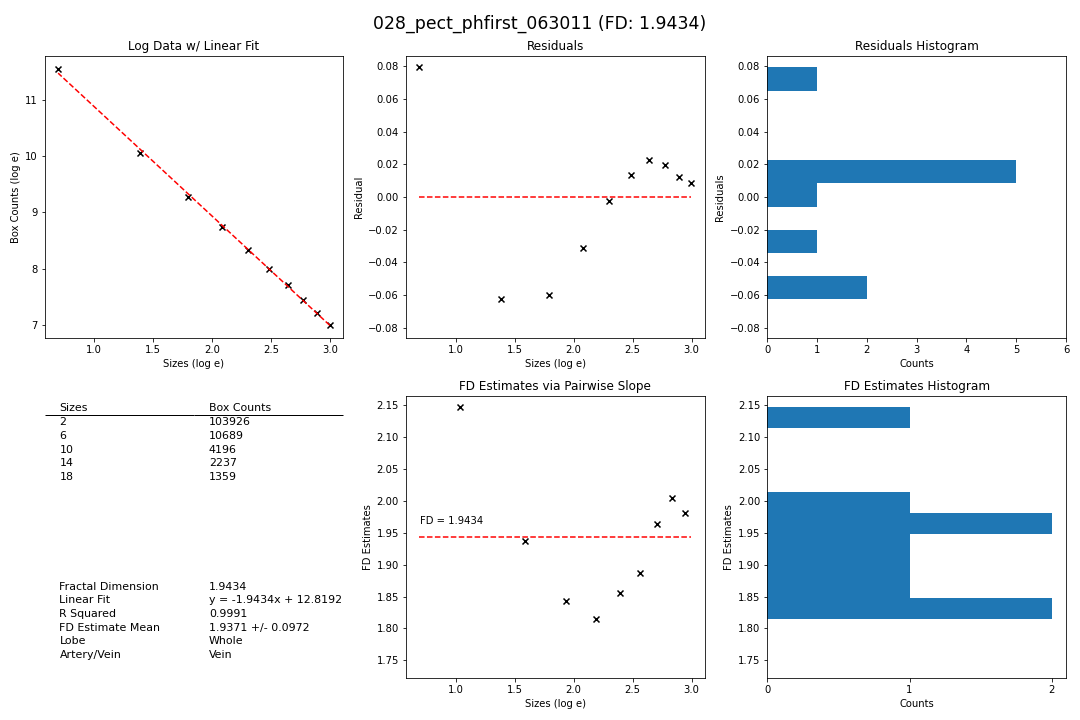 028_pect_phfirst_063011 (FD: 1.9434)
Log Data w/ Linear Fit
Box Counts (log e)
11
10
9
8
7
1.0 1.5 2.0 2.5 3.0
Sizes (log e)
Residuals
Residual
0.08
0.06
0.04
0.02
0.00
−0.02
−0.04
−0.06
−0.08
1.0 1.5 2.0 2.5 3.0
Sizes (log e)
Residuals Histogram
Residuals
0.08
0.06
0.04
0.02
0.00
−0.02
−0.04
−0.06
−0.08
0 1 2 3 4 5 6
Counts
Sizes Box Counts
2 103926
6 10689
10 4196
14 2237
18 1359
Fractal Dimension 1.9434
Linear Fit y = -1.9434x + 12.8192
R Squared 0.9991
FD Estimate Mean 1.9371 +/- 0.0972
Lobe Whole
Artery/Vein Vein
FD Estimates via Pairwise Slope
FD Estimates
2.15
2.10
2.05
2.00
1.95
1.90
1.85
1.80
1.75
FD = 1.9434
1.0 1.5 2.0 2.5 3.0
Sizes (log e)
FD Estimates Histogram
FD Estimates
2.15
2.10
2.05
2.00
1.95
1.90
1.85
1.80
1.75
0 1 2
Counts